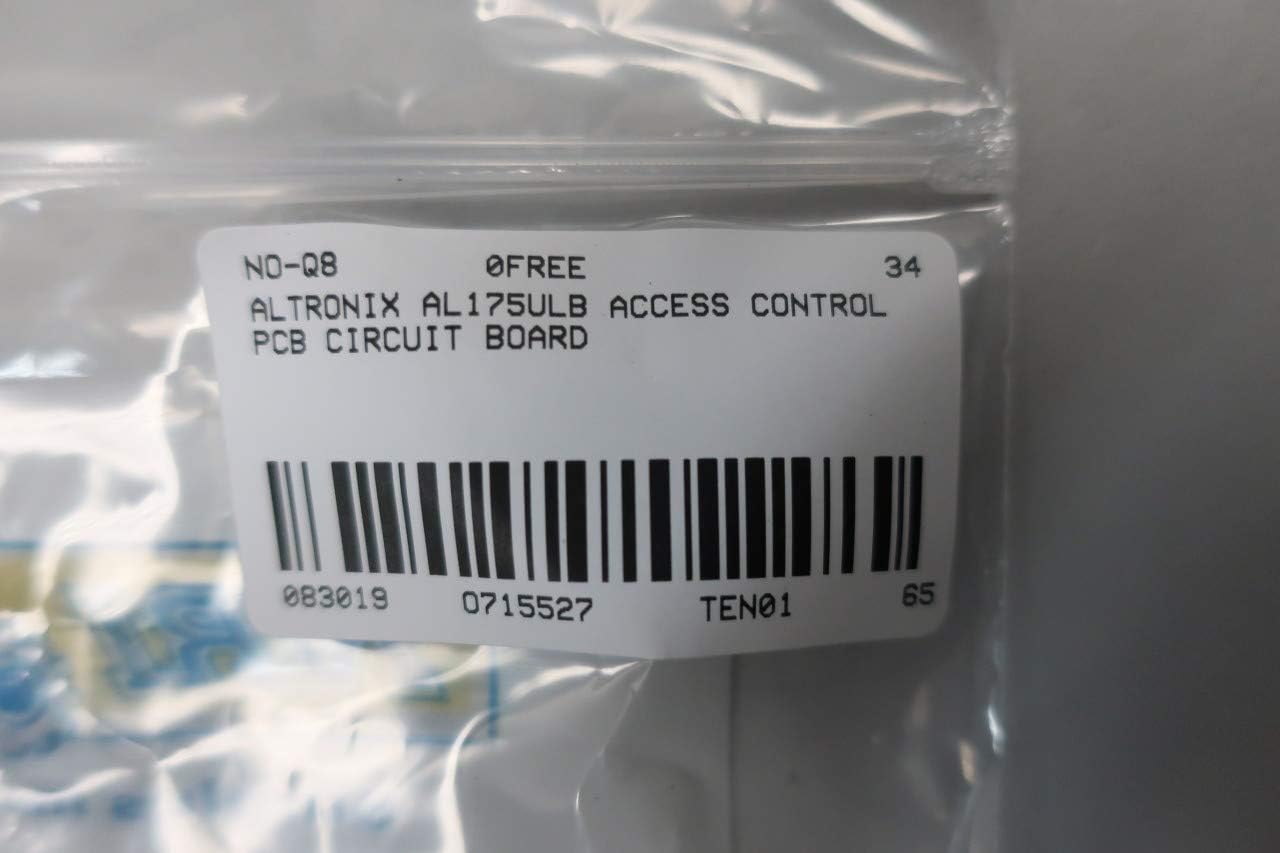 NO-Q8 0FREE 34
ALTRONIX AL175ULB ACCESS CONTROL
PCB CIRCUIT BOARD
083019 0715527 TEN01 65